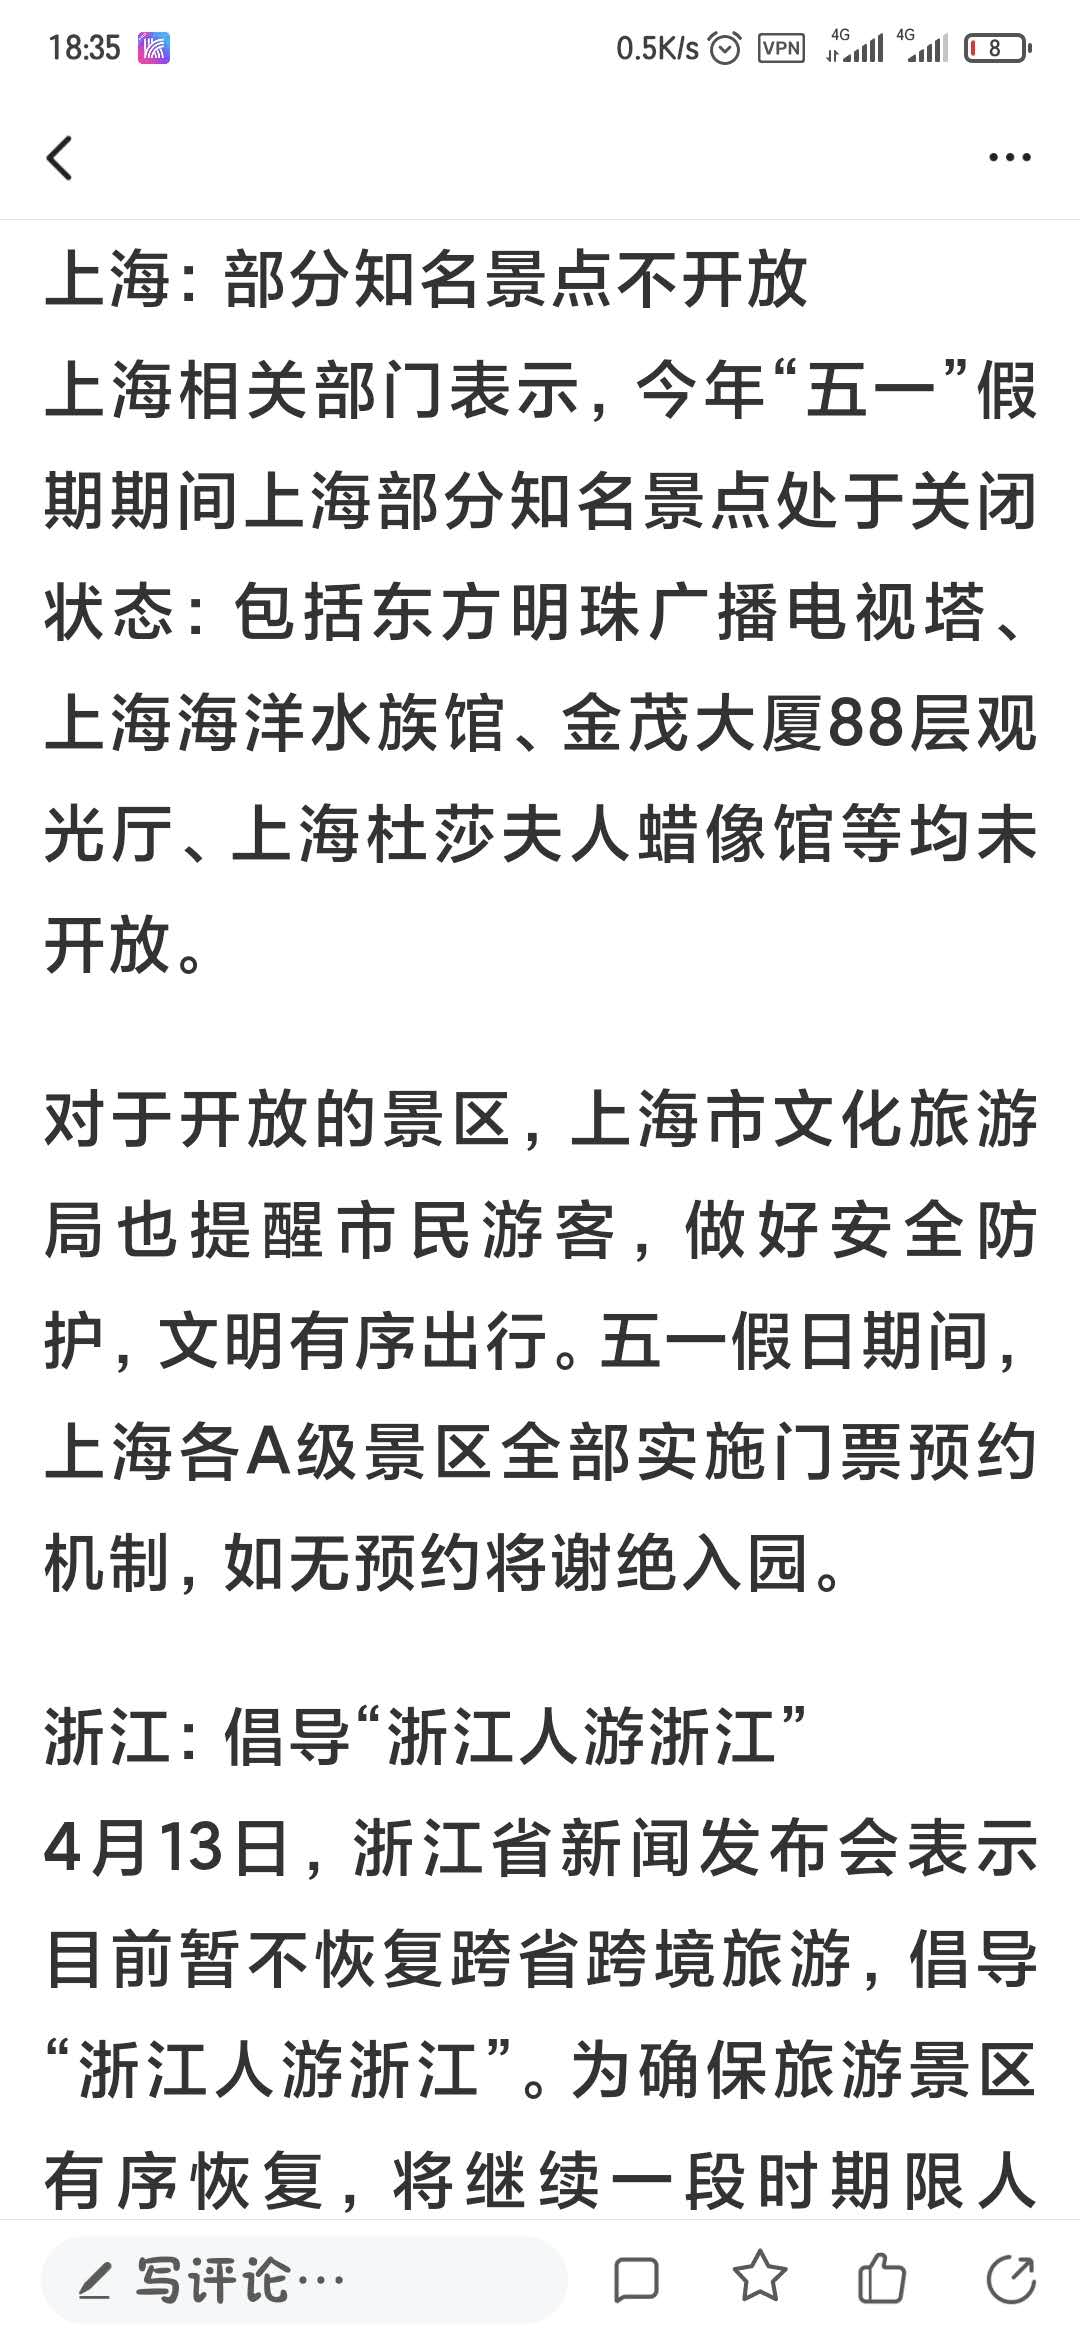 18:35
0.5K/s VPN 4G 4G 8
上海：部分知名景点不开放
上海相关部门表示，今年“五一”假
期期间上海部分知名景点处于关闭
状态：包括东方明珠广播电视塔、
上海海洋水族馆、金茂大厦88层观
光厅、上海杜莎夫人蜡像馆等均未
开放。
对于开放的景区，上海市文化旅游
局也提醒市民游客，做好安全防
护，文明有序出行。五一假日期间，
上海各A级景区全部实施门票预约
机制，如无预约将谢绝入园。
浙江：倡导“浙江人游浙江”
4月13日，浙江省新闻发布会表示
目前暂不恢复跨省跨境旅游，倡导
“浙江人游浙江”。为确保旅游景区
有序恢复，将继续一段时期限人
写评论…